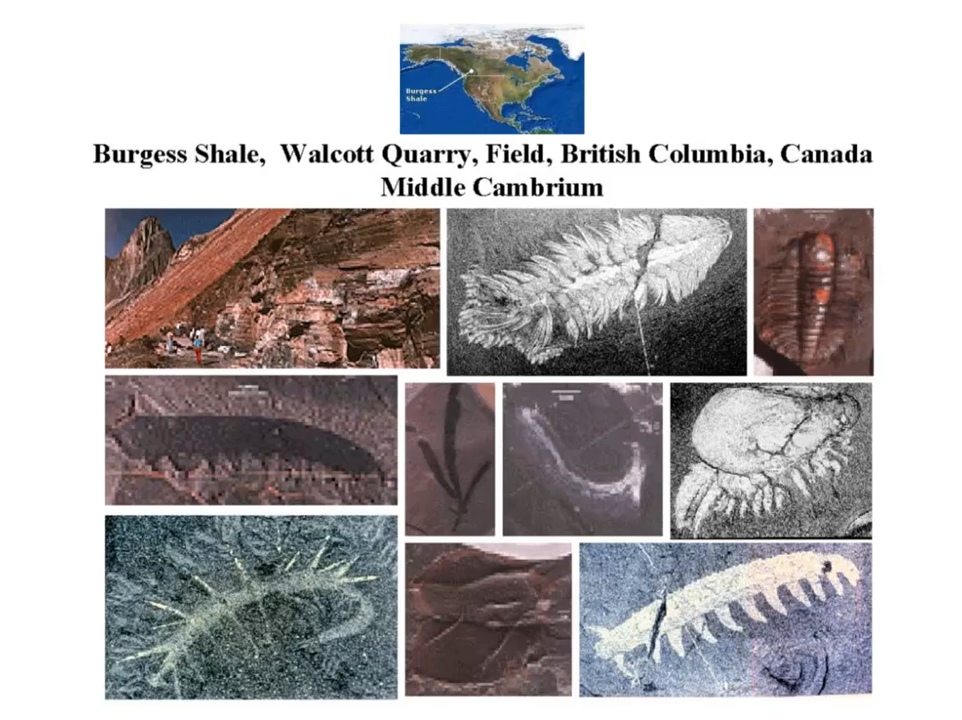 Burgess
Shale
Burgess Shale,  Walcott Quarry, Field, British Columbia, Canada
Middle Cambrium